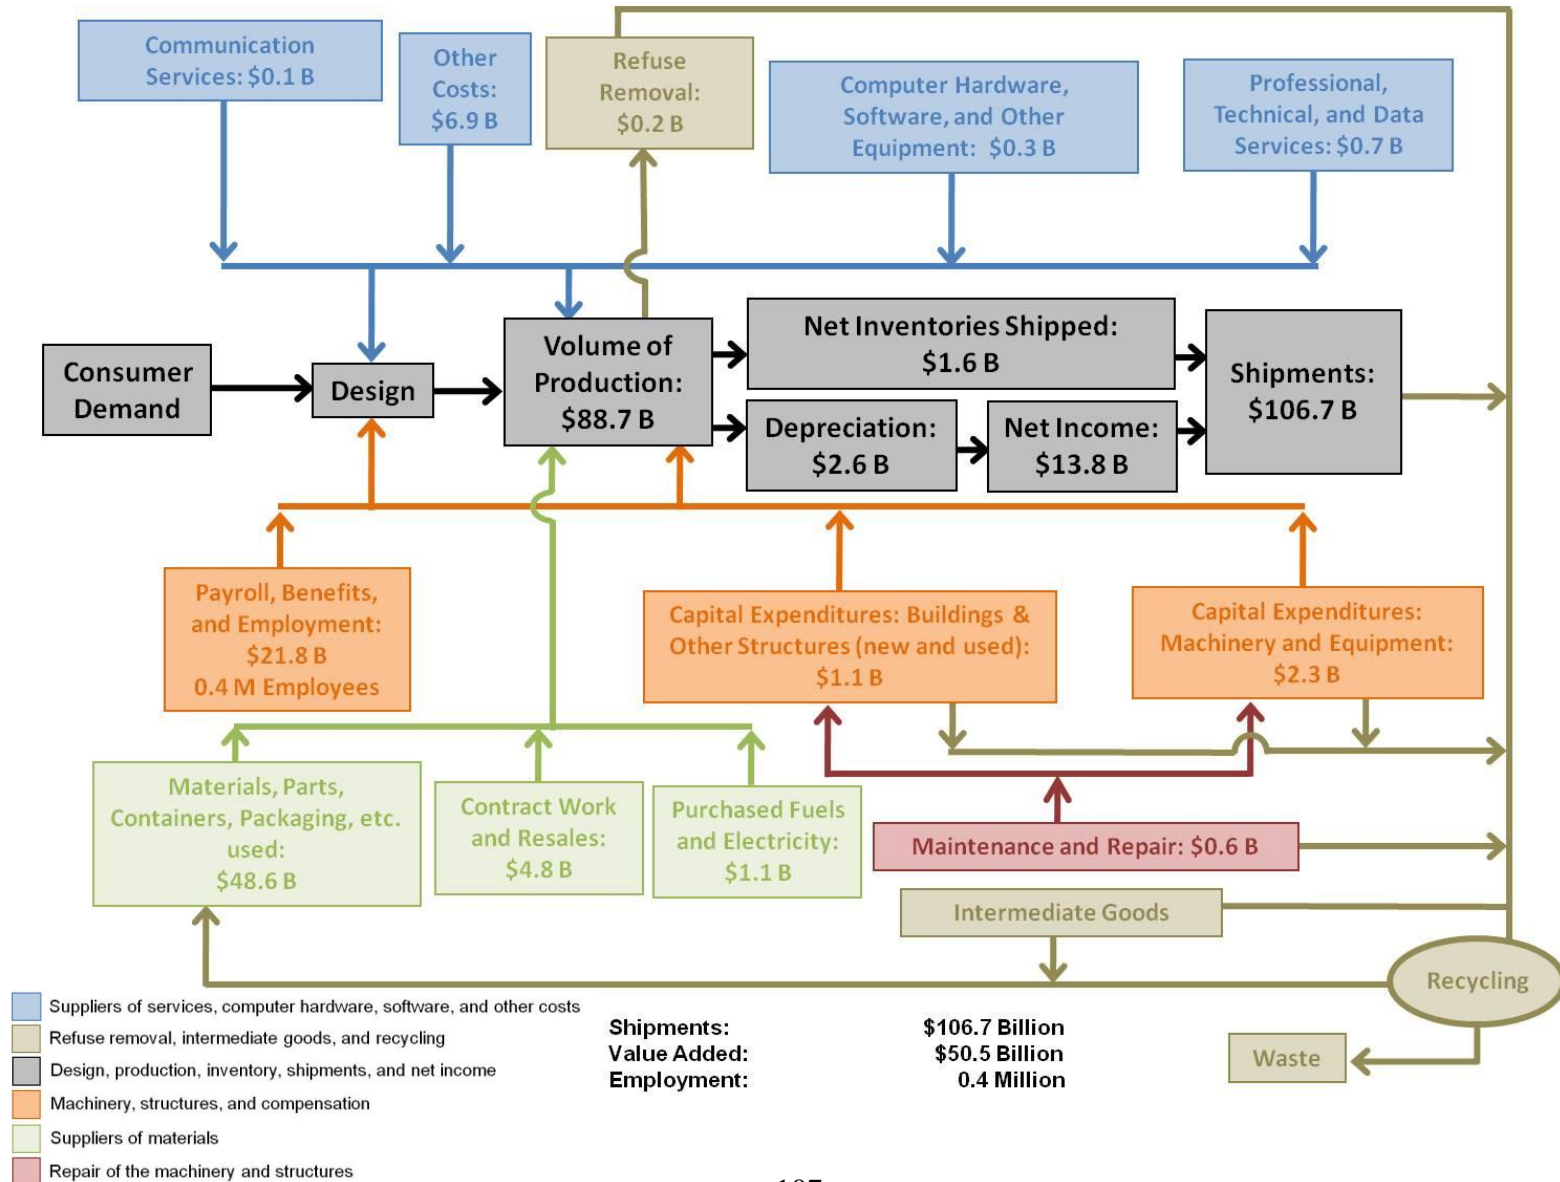 Communication
Services: $0.1 B
Other
Costs:
$6.9 B
Refuse
Removal:
$0.2 B
Computer Hardware,
Software, and Other
Equipment: $0.3 B
Professional,
Technical, and Data
Services: $0.7 B
Consumer
Demand
Design
Volume of
Production:
$88.7 B
Net Inventories Shipped:
$1.6 B
Depreciation:
$2.6 B
Net Income:
$13.8 B
Shipments:
$106.7 B
Payroll, Benefits,
and Employment:
$21.8 B
0.4 M Employees
Capital Expenditures: Buildings &
Other Structures (new and used):
$1.1 B
Capital Expenditures:
Machinery and Equipment:
$2.3 B
Materials, Parts,
Containers, Packaging, etc.
used:
$48.6 B
Contract Work
and Resales:
$4.8 B
Purchased Fuels
and Electricity:
$1.1 B
Maintenance and Repair: $0.6 B
Intermediate Goods
Recycling
Waste
Suppliers of services, computer hardware, software, and other costs
Refuse removal, intermediate goods, and recycling
Design, production, inventory, shipments, and net income
Machinery, structures, and compensation
Suppliers of materials
Repair of the machinery and structures
Shipments: $106.7 Billion
Value Added: $50.5 Billion
Employment: 0.4 Million